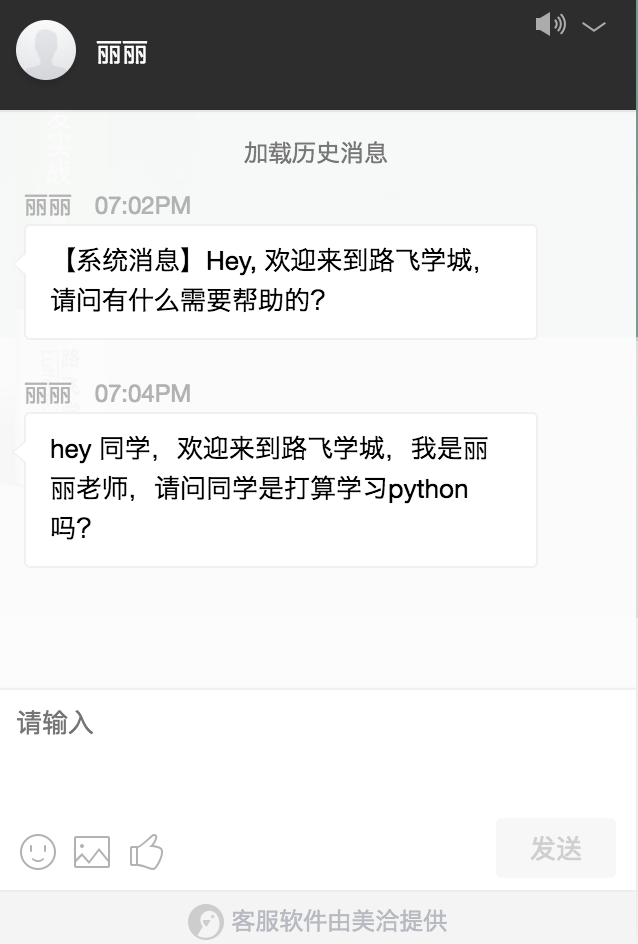 丽丽
加载历史消息
丽丽 07:02PM
【系统消息】Hey, 欢迎来到路飞学城,
请问有什么需要帮助的？
丽丽 07:04PM
hey 同学，欢迎来到路飞学城，我是丽
丽老师，请问同学是打算学习python
吗？
请输入
发送
客服软件由美洽提供